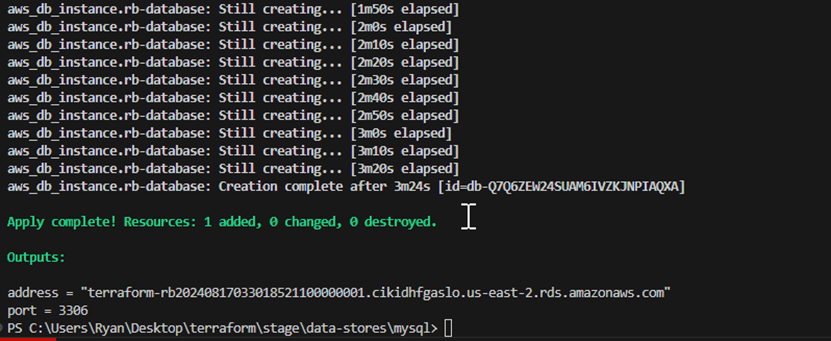 aws_db_instance.rb-database: Still creating... [1m50s elapsed]
aws_db_instance.rb-database: Still creating... [2m0s elapsed]
aws_db_instance.rb-database: Still creating... [2m10s elapsed]
aws_db_instance.rb-database: Still creating... [2m20s elapsed]
aws_db_instance.rb-database: Still creating... [2m30s elapsed]
aws_db_instance.rb-database: Still creating... [2m40s elapsed]
aws_db_instance.rb-database: Still creating... [2m50s elapsed]
aws_db_instance.rb-database: Still creating... [3m0s elapsed]
aws_db_instance.rb-database: Still creating... [3m10s elapsed]
aws_db_instance.rb-database: Still creating... [3m20s elapsed]
aws_db_instance.rb-database: Creation complete after 3m24s [id=db-Q7Q6ZEW24SUAM6IVZKJNPIAQXA]
Apply complete! Resources: 1 added, 0 changed, 0 destroyed.
Outputs:
address = "terraform-rb20240817033018521100000001.cikidhfgaslo.us-east-2.rds.amazonaws.com"
port = 3306
PS C:\Users\Ryan\Desktop\terraform\stage\data-stores\mysql>